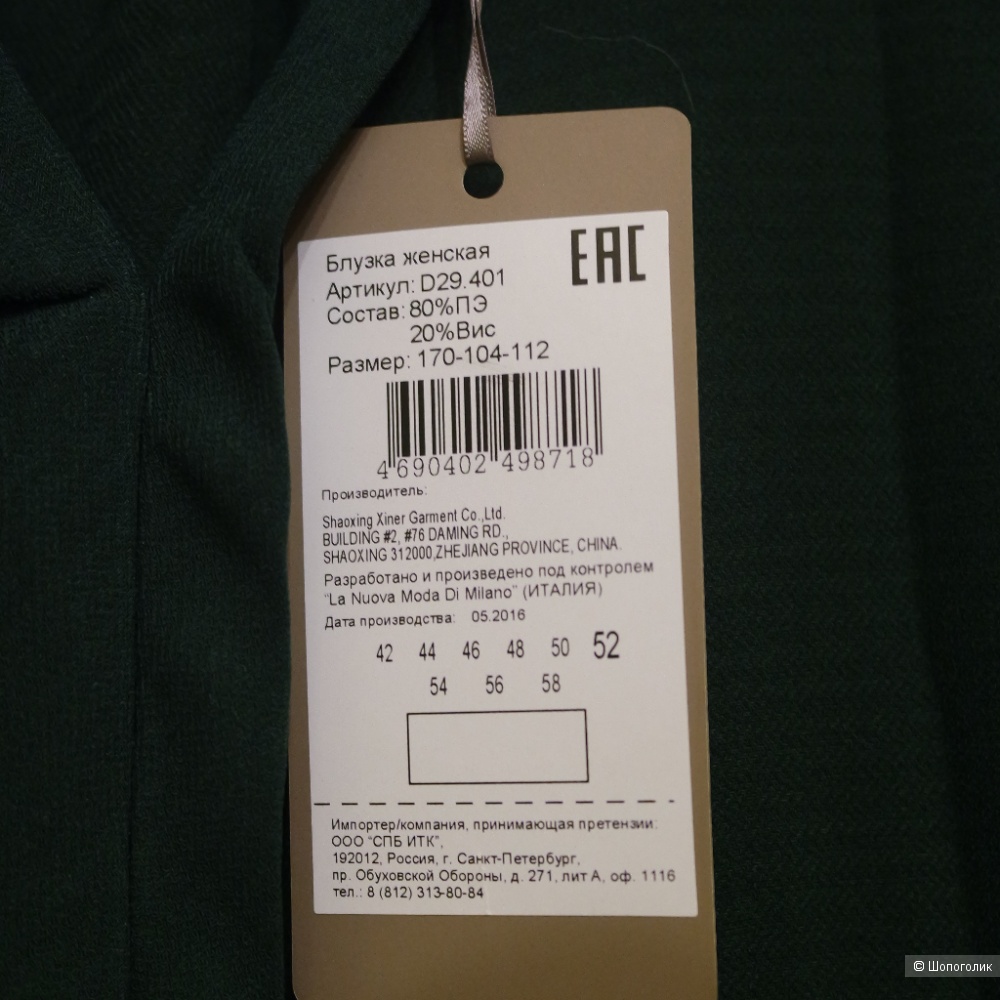 EAC
Блузка женская
Артикул: D29.401
Состав: 80%ПЭ
20%Вис
Размер: 170-104-112
4 690402 498718
Производитель:
Shaoxing Xiner Garment Co.,Ltd.
BUILDING #2, #76 DAMING RD.,
SHAOXING 312000,ZHEJIANG PROVINCE, CHINA.
Разработано и произведено под контролем
"La Nuova Moda Di Milano" (ИТАЛИЯ)
Дата производства: 05.2016
42 44 46 48 50 52
54 56 58
Импортер/компания, принимающая претензии:
ООО "СПБ ИТК",
192012, Россия, г. Санкт-Петербург,
пр. Обуховской Обороны, д. 271, лит А, оф. 1116
тел.: 8 (812) 313-80-84
© Шопоголик